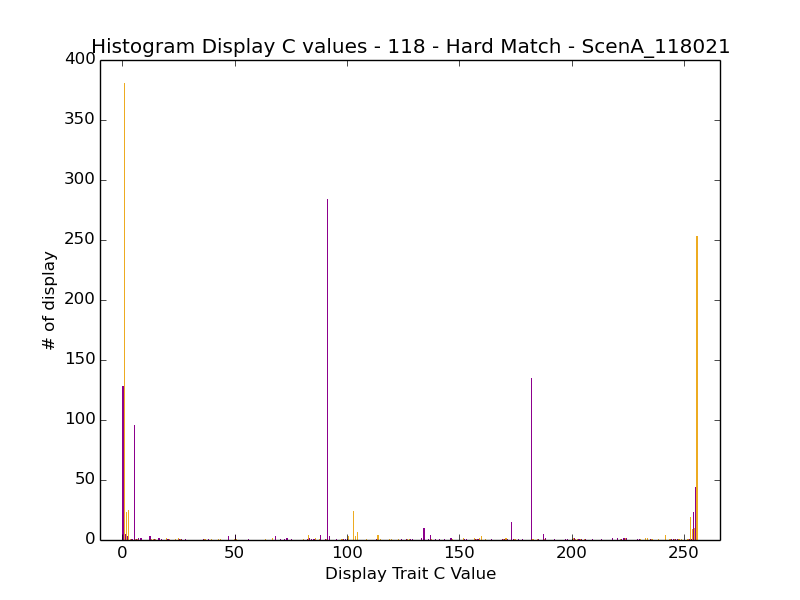 Histogram Display C values - 118 - Hard Match - ScenA_118021
400
350
300
250
200
150
100
50
0
# of display
0 50 100 150 200 250
Display Trait C Value